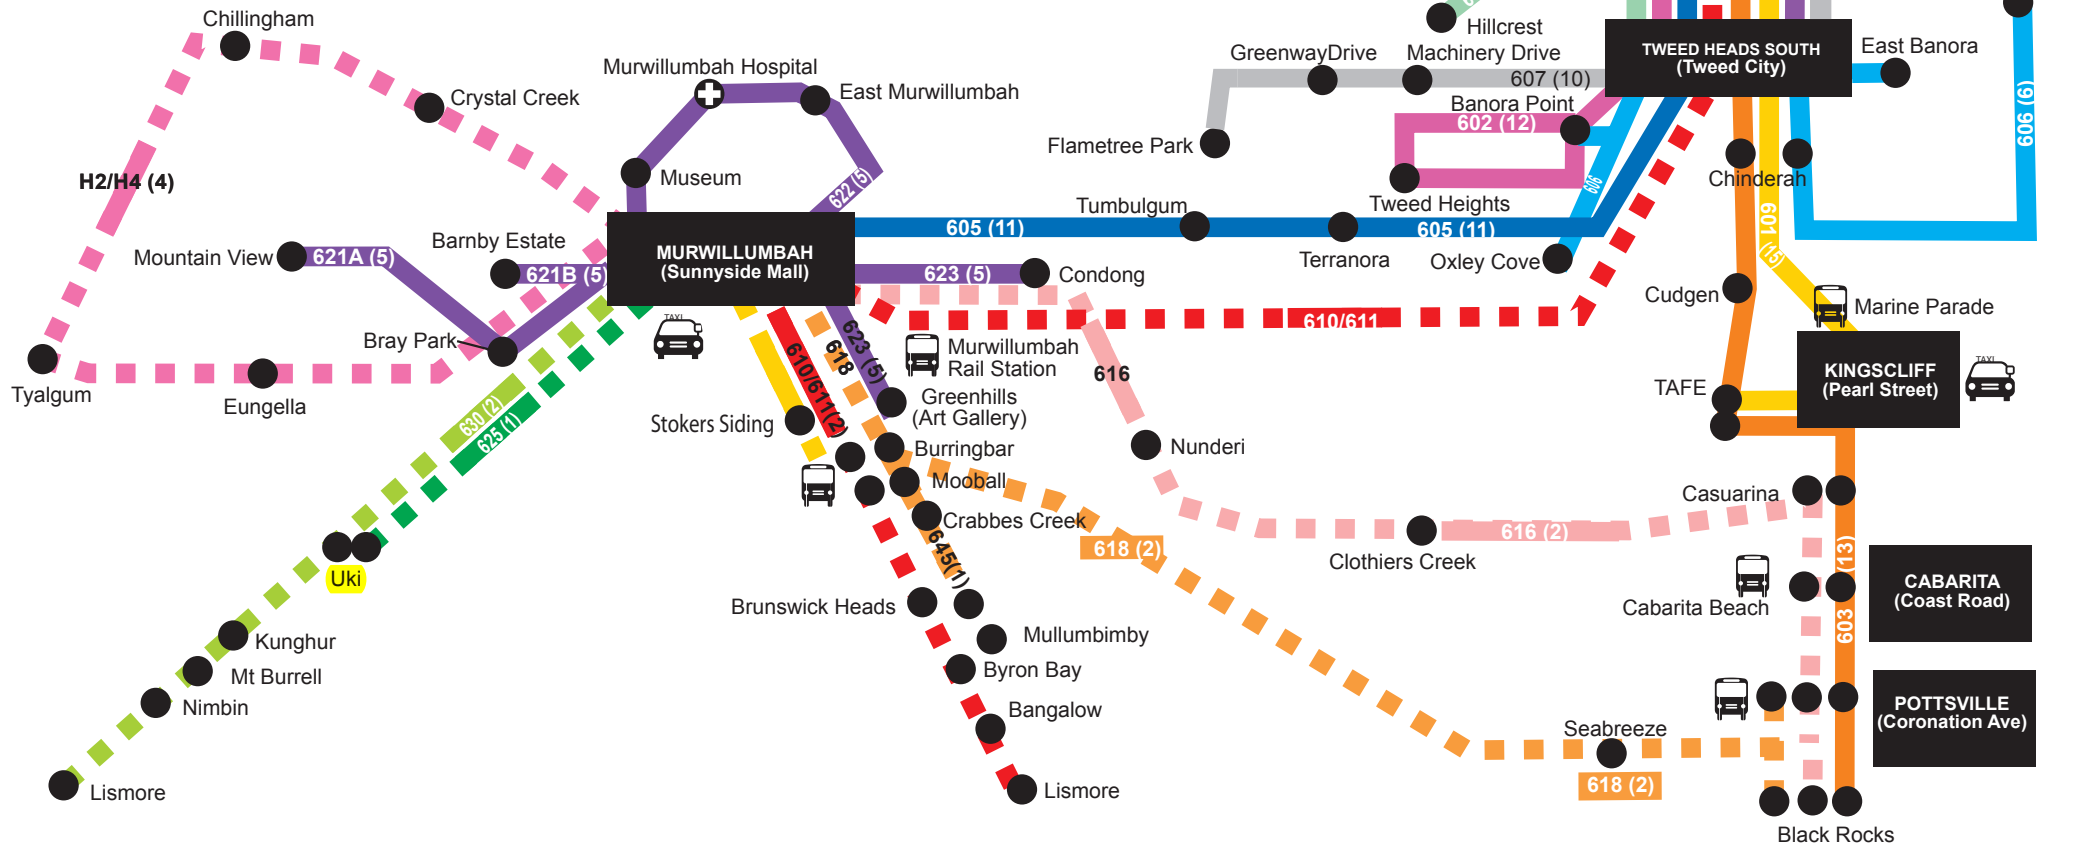 Chillingham
Hillcrest
TWEED HEADS SOUTH
(Tweed City)
East Banora
GreenwayDrive
Machinery Drive
607 (10)
Murwillumbah Hospital
East Murwillumbah
Crystal Creek
Banora Point
602 (12)
606 (9)
Flametree Park
Chinderah
H2/H4 (4)
Museum
622 (5)
606
Tweed Heights
Tumbulgum
605 (11)
605 (11)
601 (15)
Barnby Estate
Mountain View
621A (5)
621B (5)
MURWILLUMBAH
(Sunnyside Mall)
623 (5)
Condong
Terranora
Oxley Cove
Cudgen
Marine Parade
TAXI
610/611
Bray Park
623 (5)
618
610/611(2)
Murwillumbah
Rail Station
616
KINGSCLIFF
(Pearl Street)
TAXI
TAFE
Tyalgum
Eungella
630 (2)
625 (1)
Stokers Siding
Greenhills
(Art Gallery)
Burringbar
Nunderi
Mooball
Casuarina
Crabbes Creek
645(1)
618 (2)
616 (2)
Clothiers Creek
603 (13)
Uki
Brunswick Heads
Cabarita Beach
CABARITA
(Coast Road)
Kunghur
Mullumbimby
Mt Burrell
Byron Bay
Nimbin
Bangalow
Seabreeze
POTTSVILLE
(Coronation Ave)
618 (2)
Lismore
Lismore
Black Rocks